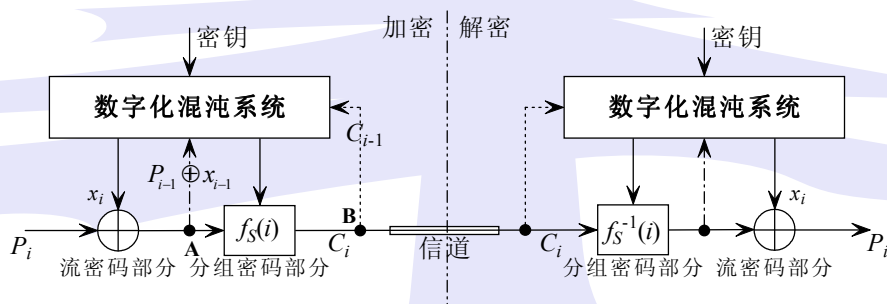 加密 解密
密钥
密钥
数字化混沌系统
数字化混沌系统
C_{i-1}
P_{i-1} ⊕ x_{i-1}
x_i
x_i
B
P_i
A
f_S(i)
C_i
信道
C_i
f_S^{-1}(i)
P_i
流密码部分
分组密码部分
分组密码部分
流密码部分